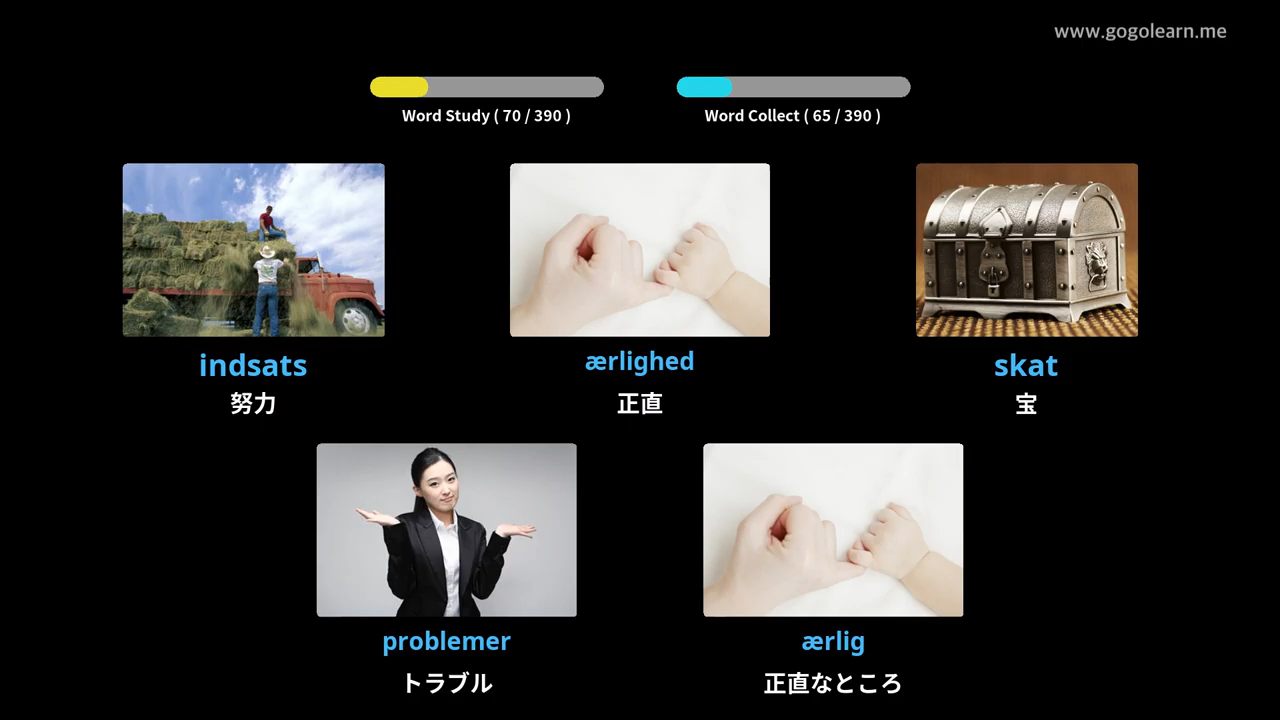 www.gogolearn.me
Word Study ( 70 / 390 )
Word Collect ( 65 / 390 )
indsats
努力
ærlighed
正直
skat
宝
problemer
トラブル
ærlig
正直なところ